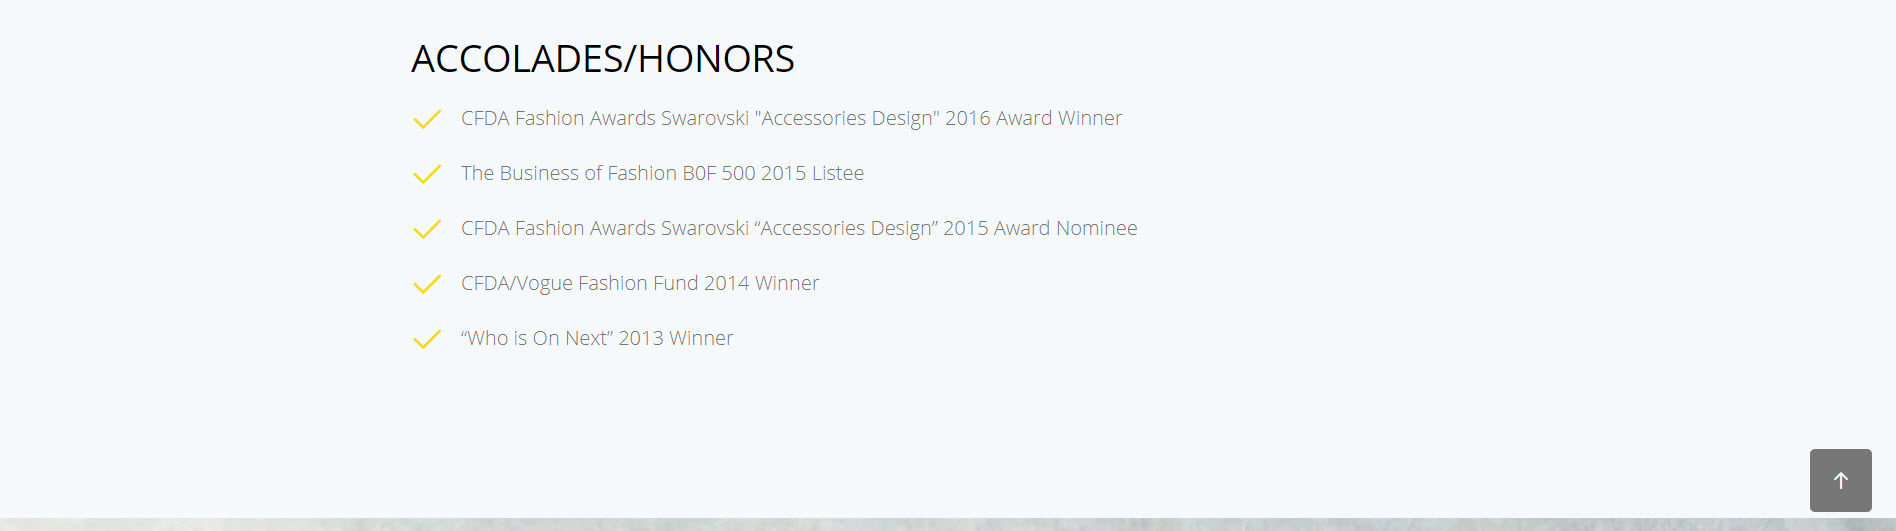 ACCOLADES/HONORS
CFDA Fashion Awards Swarovski "Accessories Design" 2016 Award Winner
The Business of Fashion B0F 500 2015 Listee
CFDA Fashion Awards Swarovski “Accessories Design” 2015 Award Nominee
CFDA/Vogue Fashion Fund 2014 Winner
“Who is On Next” 2013 Winner